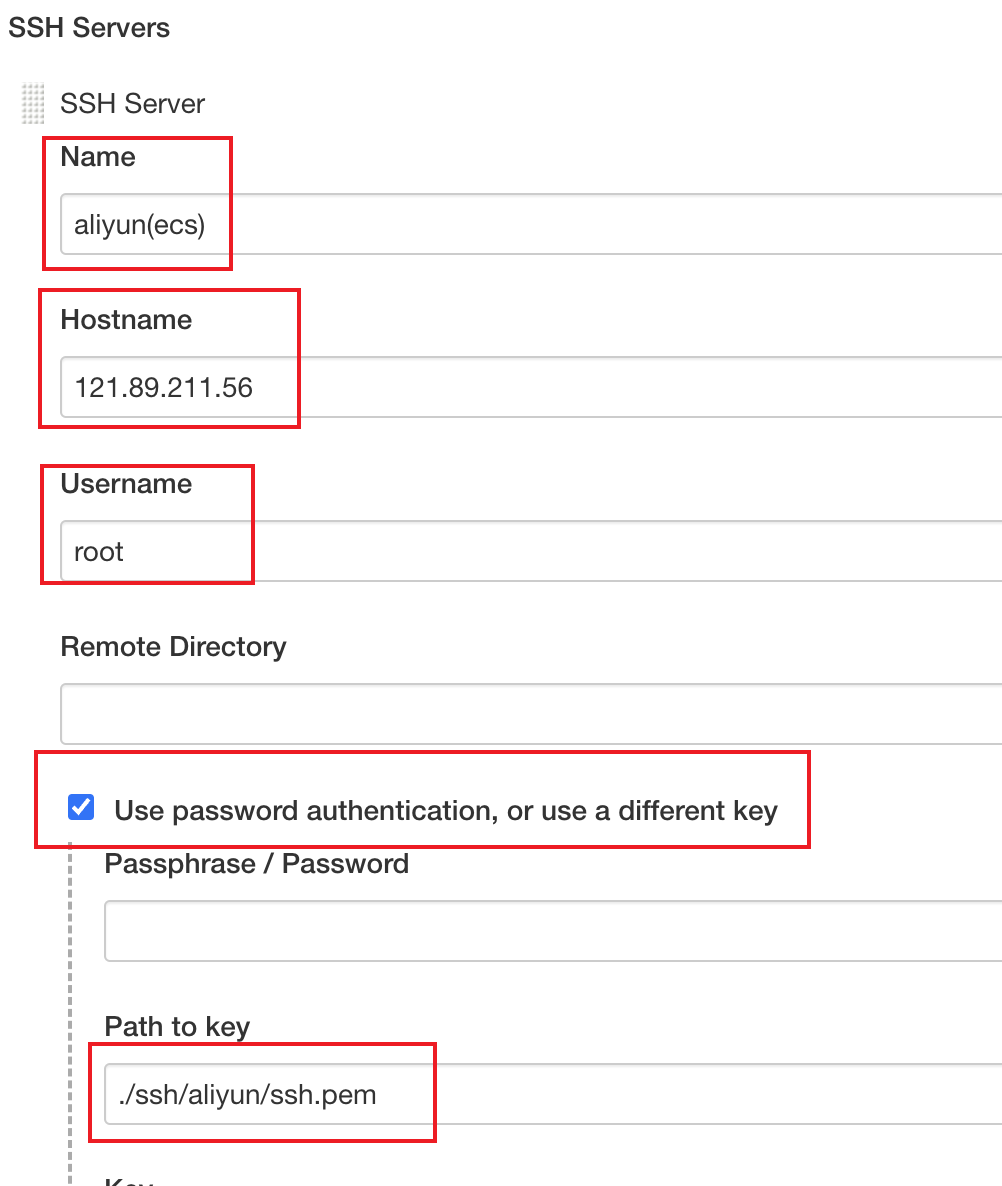 SSH Servers
SSH Server
Name
aliyun(ecs)
Hostname
121.89.211.56
Username
root
Remote Directory
Use password authentication, or use a different key
Passphrase / Password
Path to key
./ssh/aliyun/ssh.pem
Key